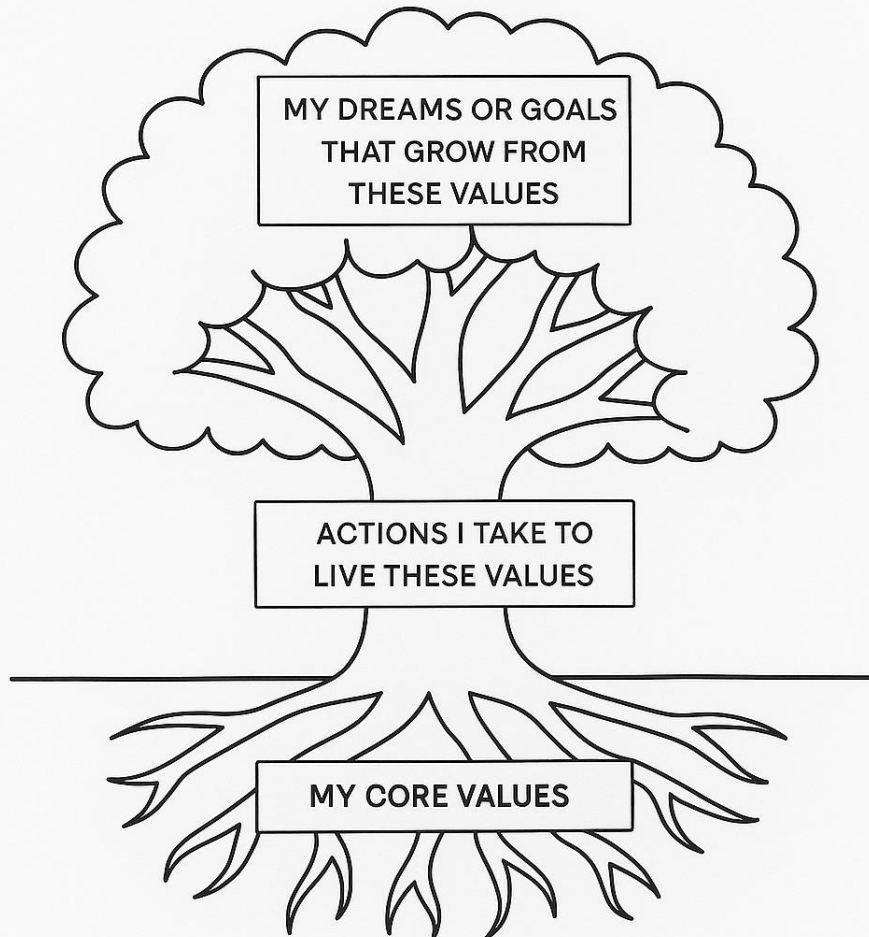 MY DREAMS OR GOALS
THAT GROW FROM
THESE VALUES
ACTIONS I TAKE TO
LIVE THESE VALUES
MY CORE VALUES